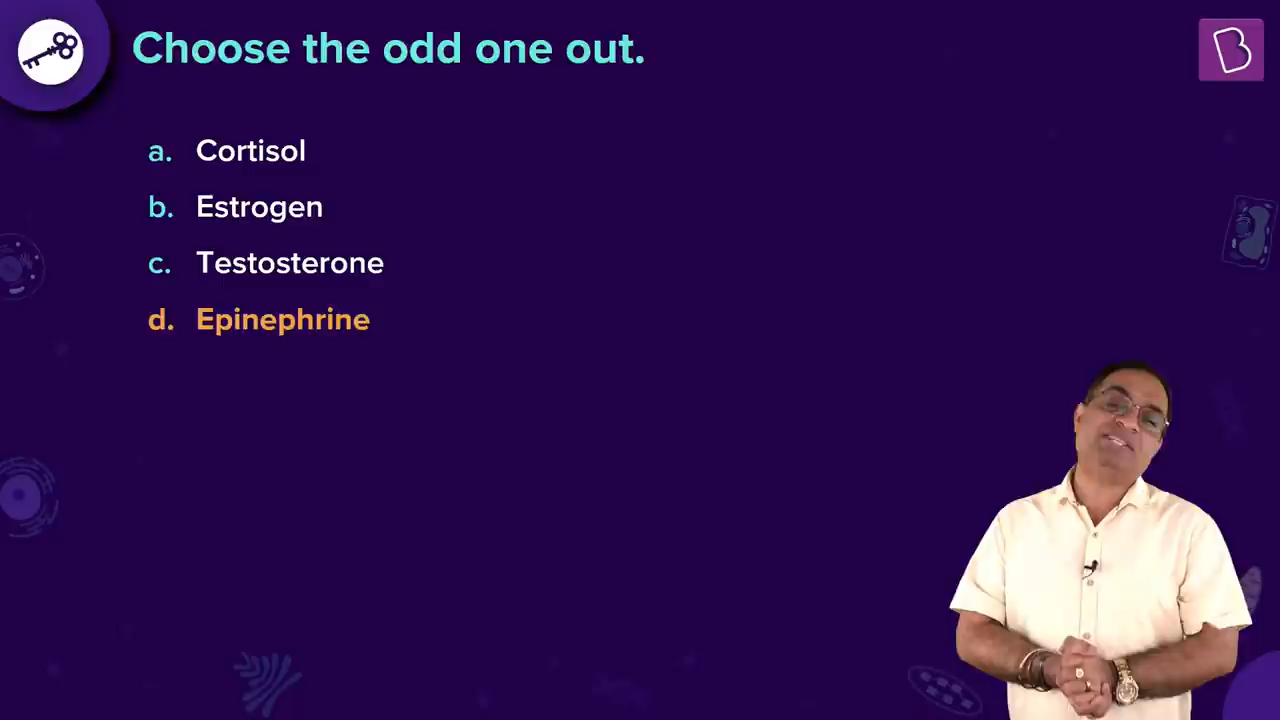 Choose the odd one out.
a. Cortisol
b. Estrogen
c. Testosterone
d. Epinephrine